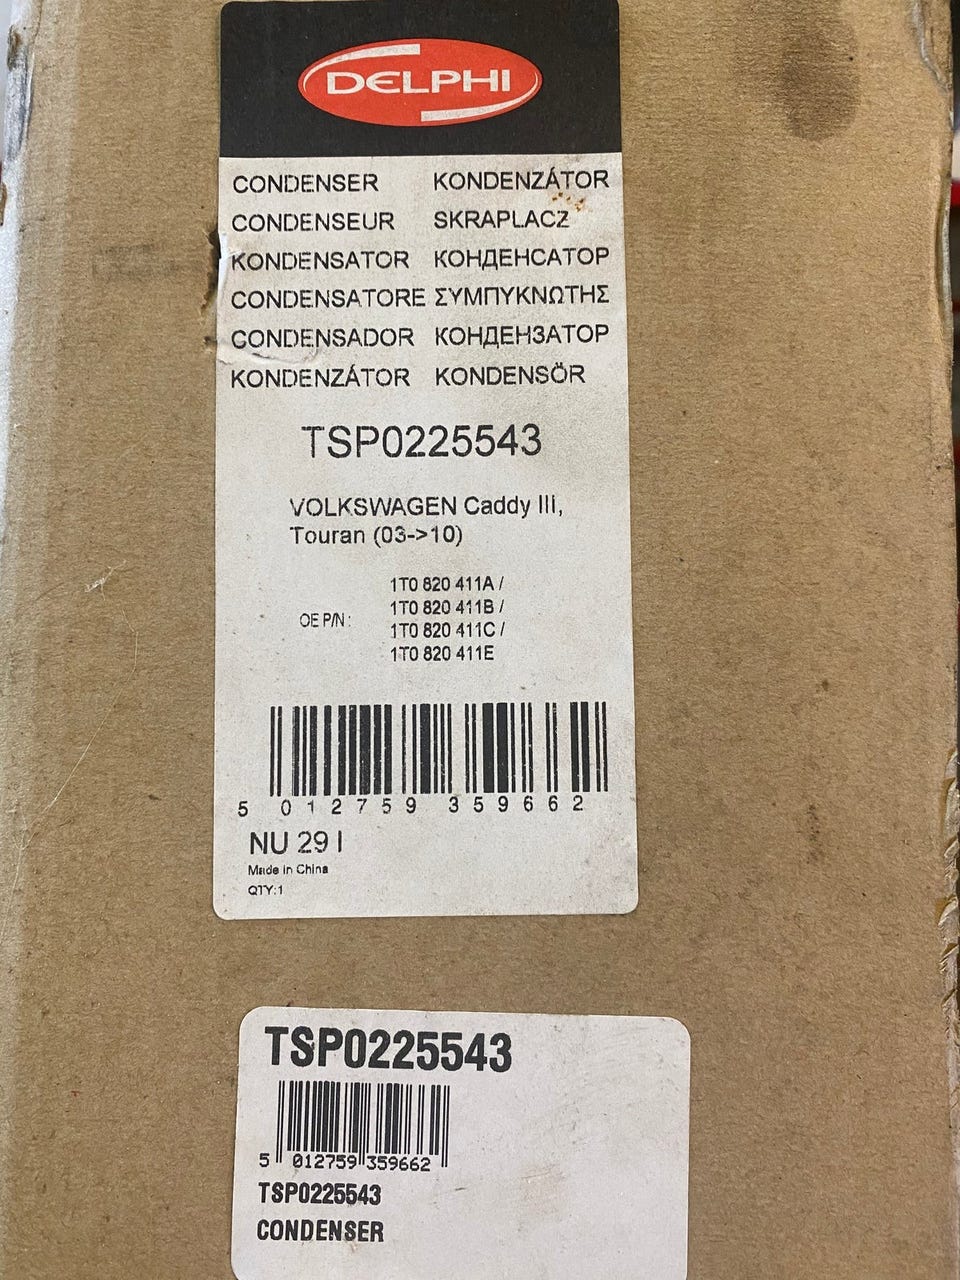 DELPHI
CONDENSER KONDENZÁTOR
CONDENSEUR SKRAPLACZ
KONDENSATOR КОНДЕНСАТОР
CONDENSATORE ΣΥΜΠΥΚΝΩΤΗΣ
CONDENSADOR КОНДЕНЗАТОР
KONDENZÁTOR KONDENSÖR
TSP0225543
VOLKSWAGEN Caddy III,
Touran (03->10)
1T0 820 411A /
1T0 820 411B /
OE P/N :
1T0 820 411C /
1T0 820 411E
5 012759 359662
NU 29 I
Made in China
QTY:1
TSP0225543
5 012759 359662
TSP0225543
CONDENSER